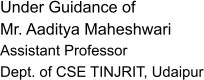 Under Guidance of
Mr. Aaditya Maheshwari
Assistant Professor
Dept. of CSE TINJRIT, Udaipur